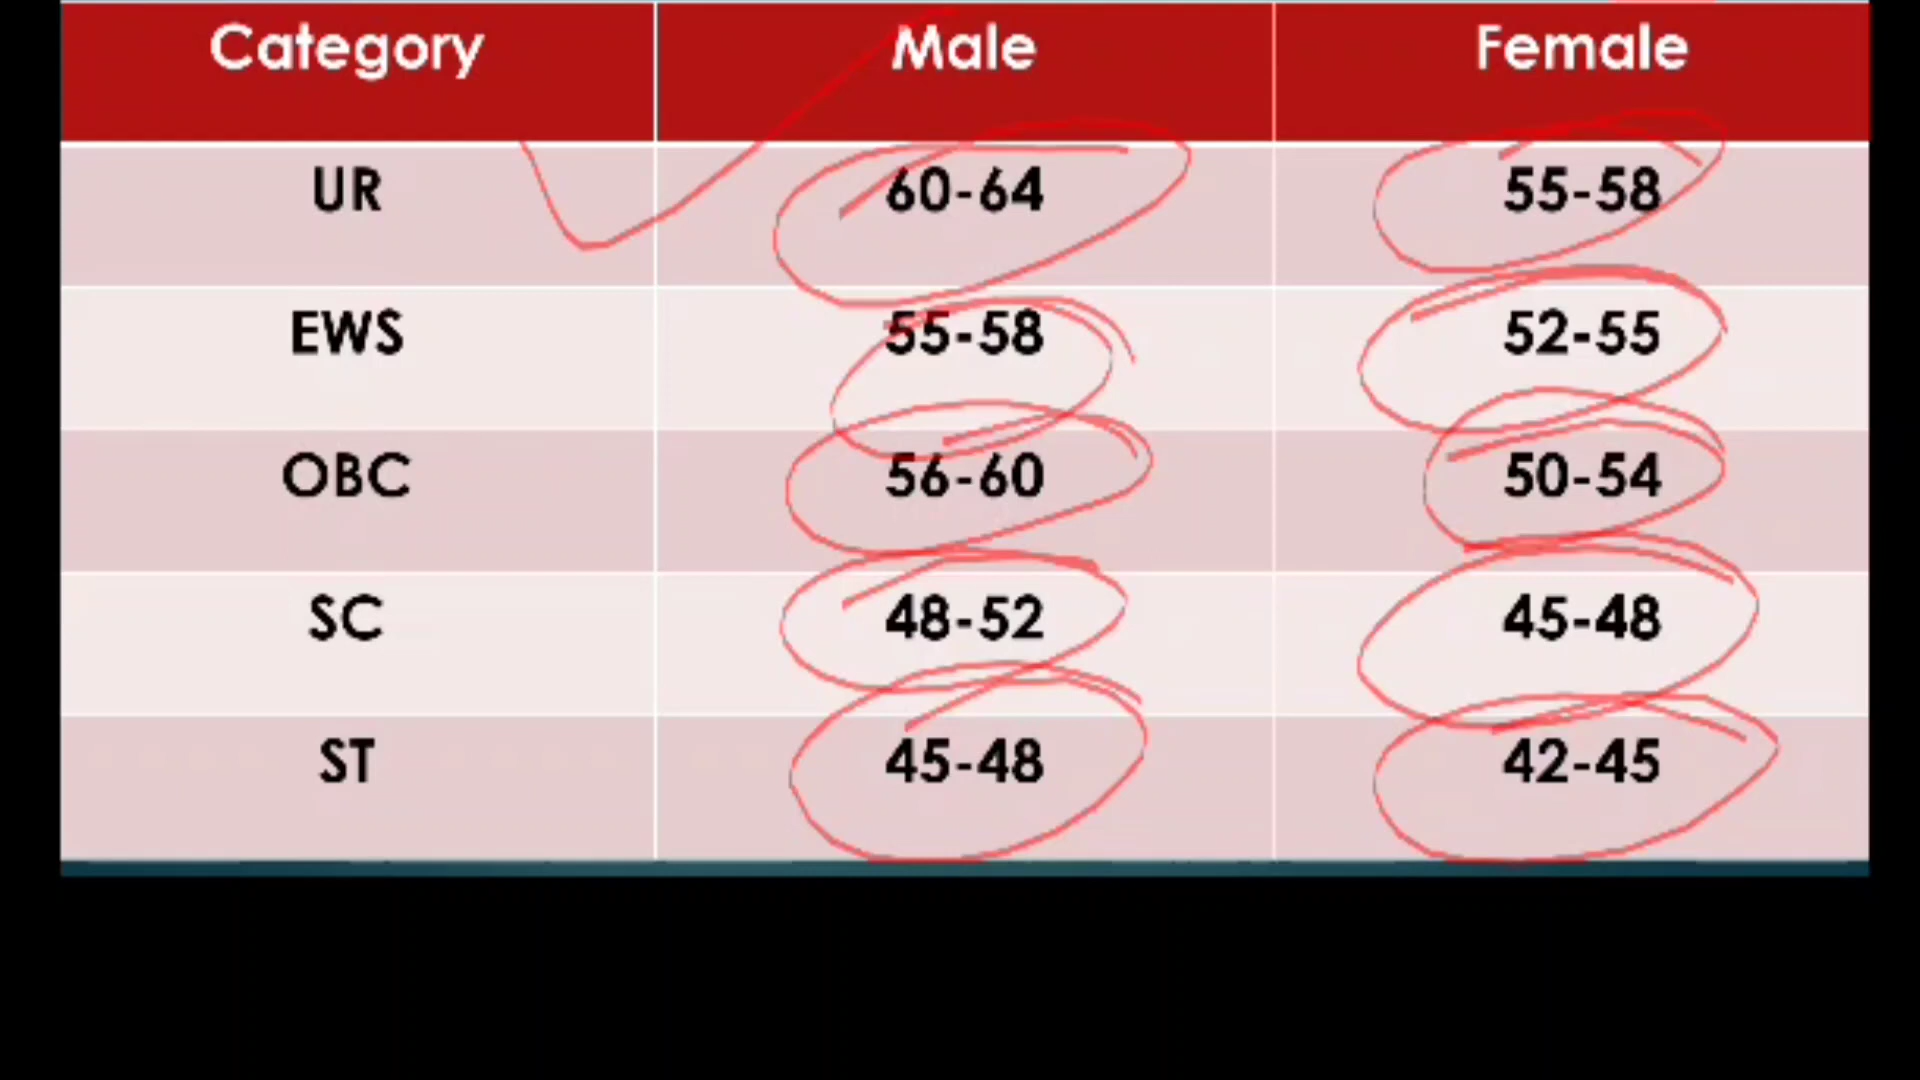 Category Male Female
UR 60-64 55-58
EWS 55-58 52-55
OBC 56-60 50-54
SC 48-52 45-48
ST 45-48 42-45